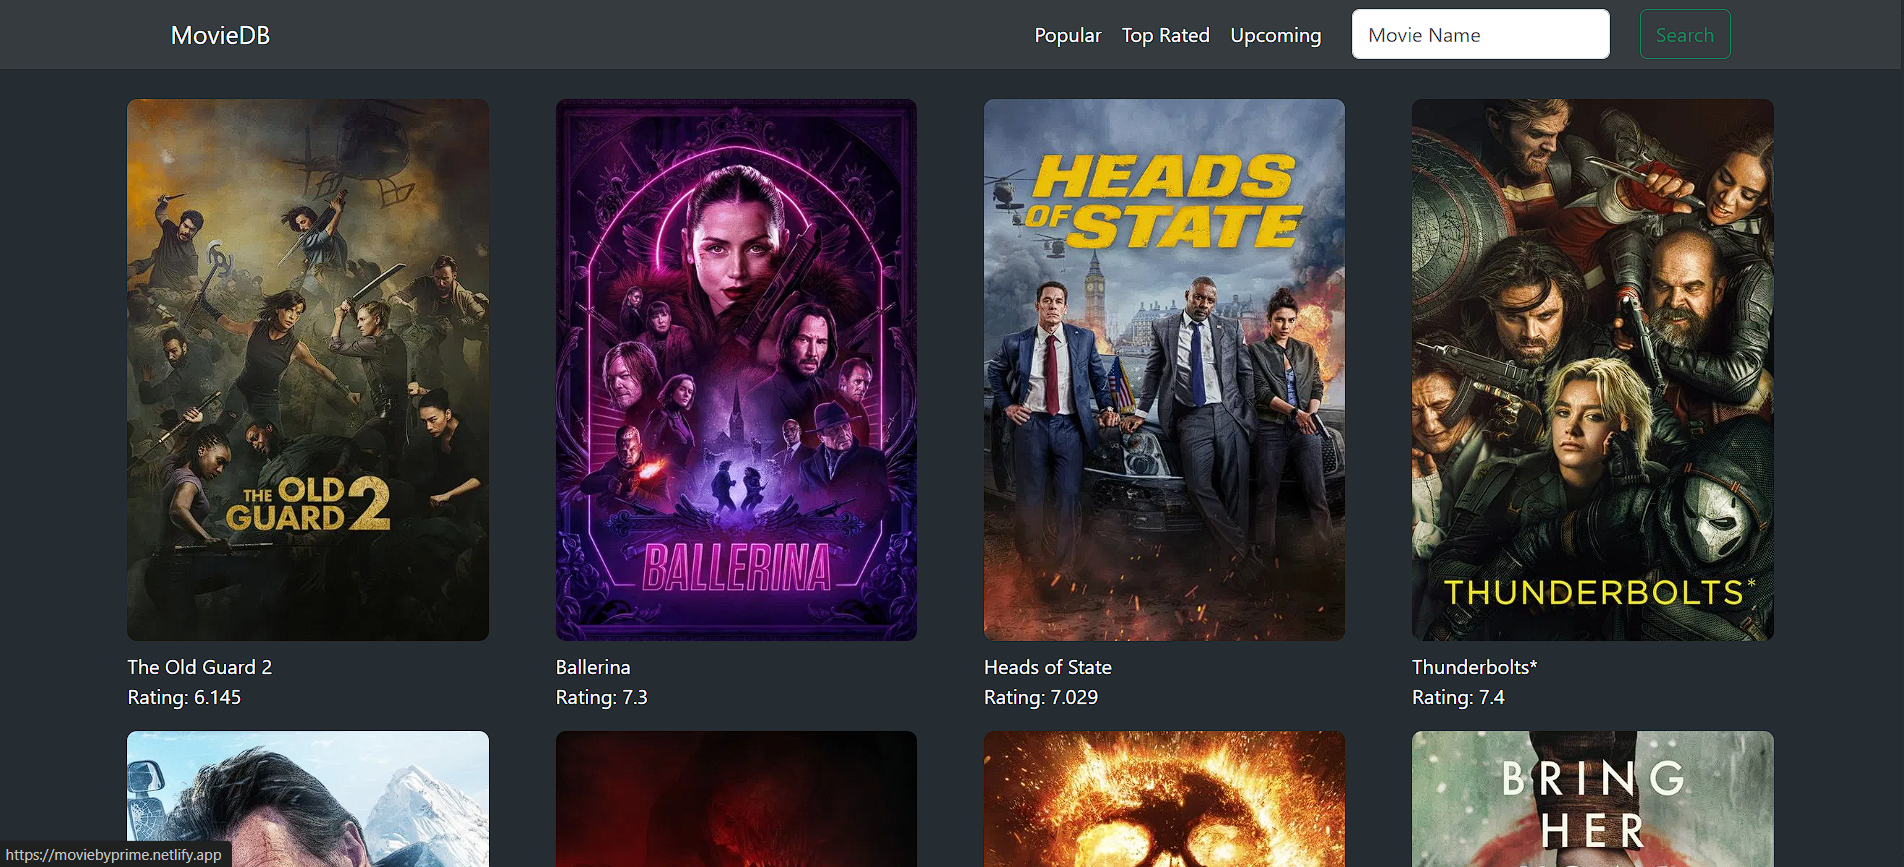 MovieDB
Popular
Top Rated
Upcoming
Movie Name
Search
THE OLD
GUARD 2
BALLERINA
HEADS
OF STATE
THUNDERBOLTS*
The Old Guard 2
Rating: 6.145
Ballerina
Rating: 7.3
Heads of State
Rating: 7.029
Thunderbolts*
Rating: 7.4
BRING
HER
https://moviebyprime.netlify.app